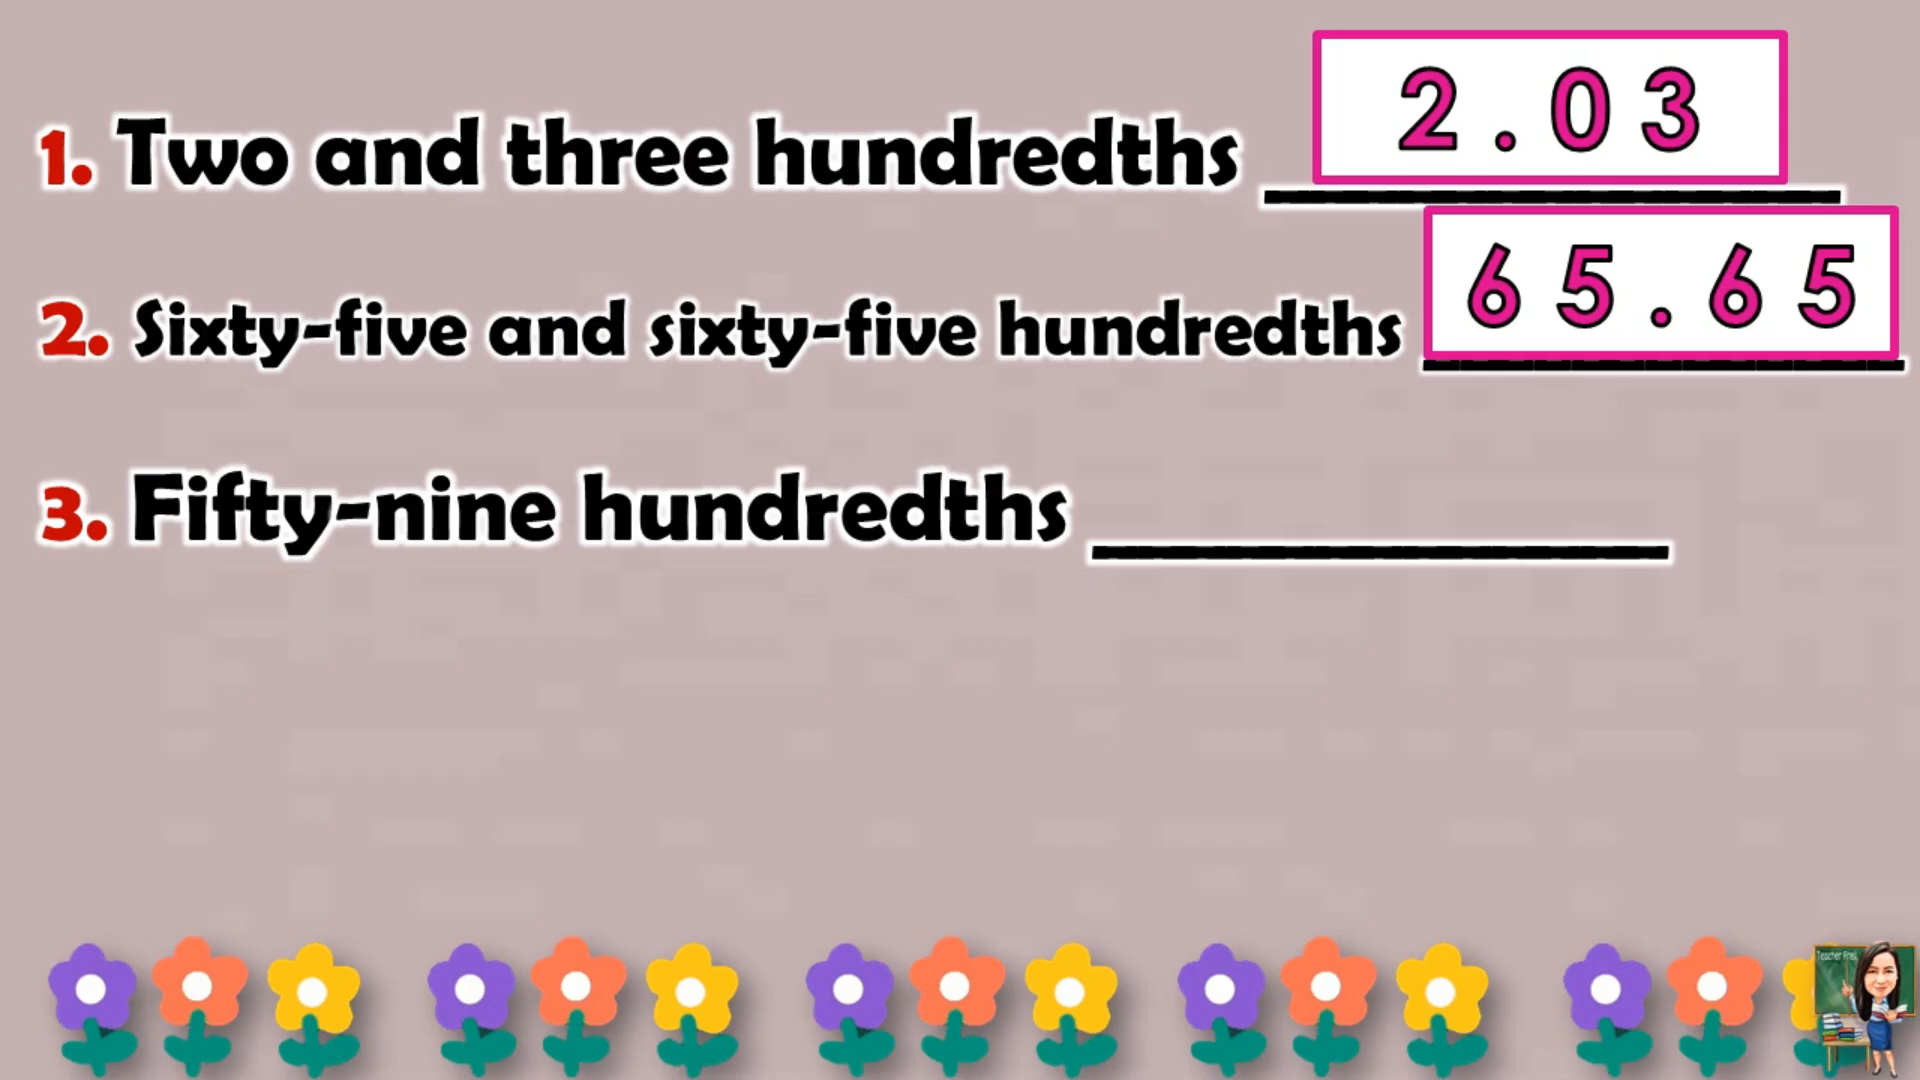 1. Two and three hundredths 2.03
2. Sixty-five and sixty-five hundredths 65.65
3. Fifty-nine hundredths
Teacher